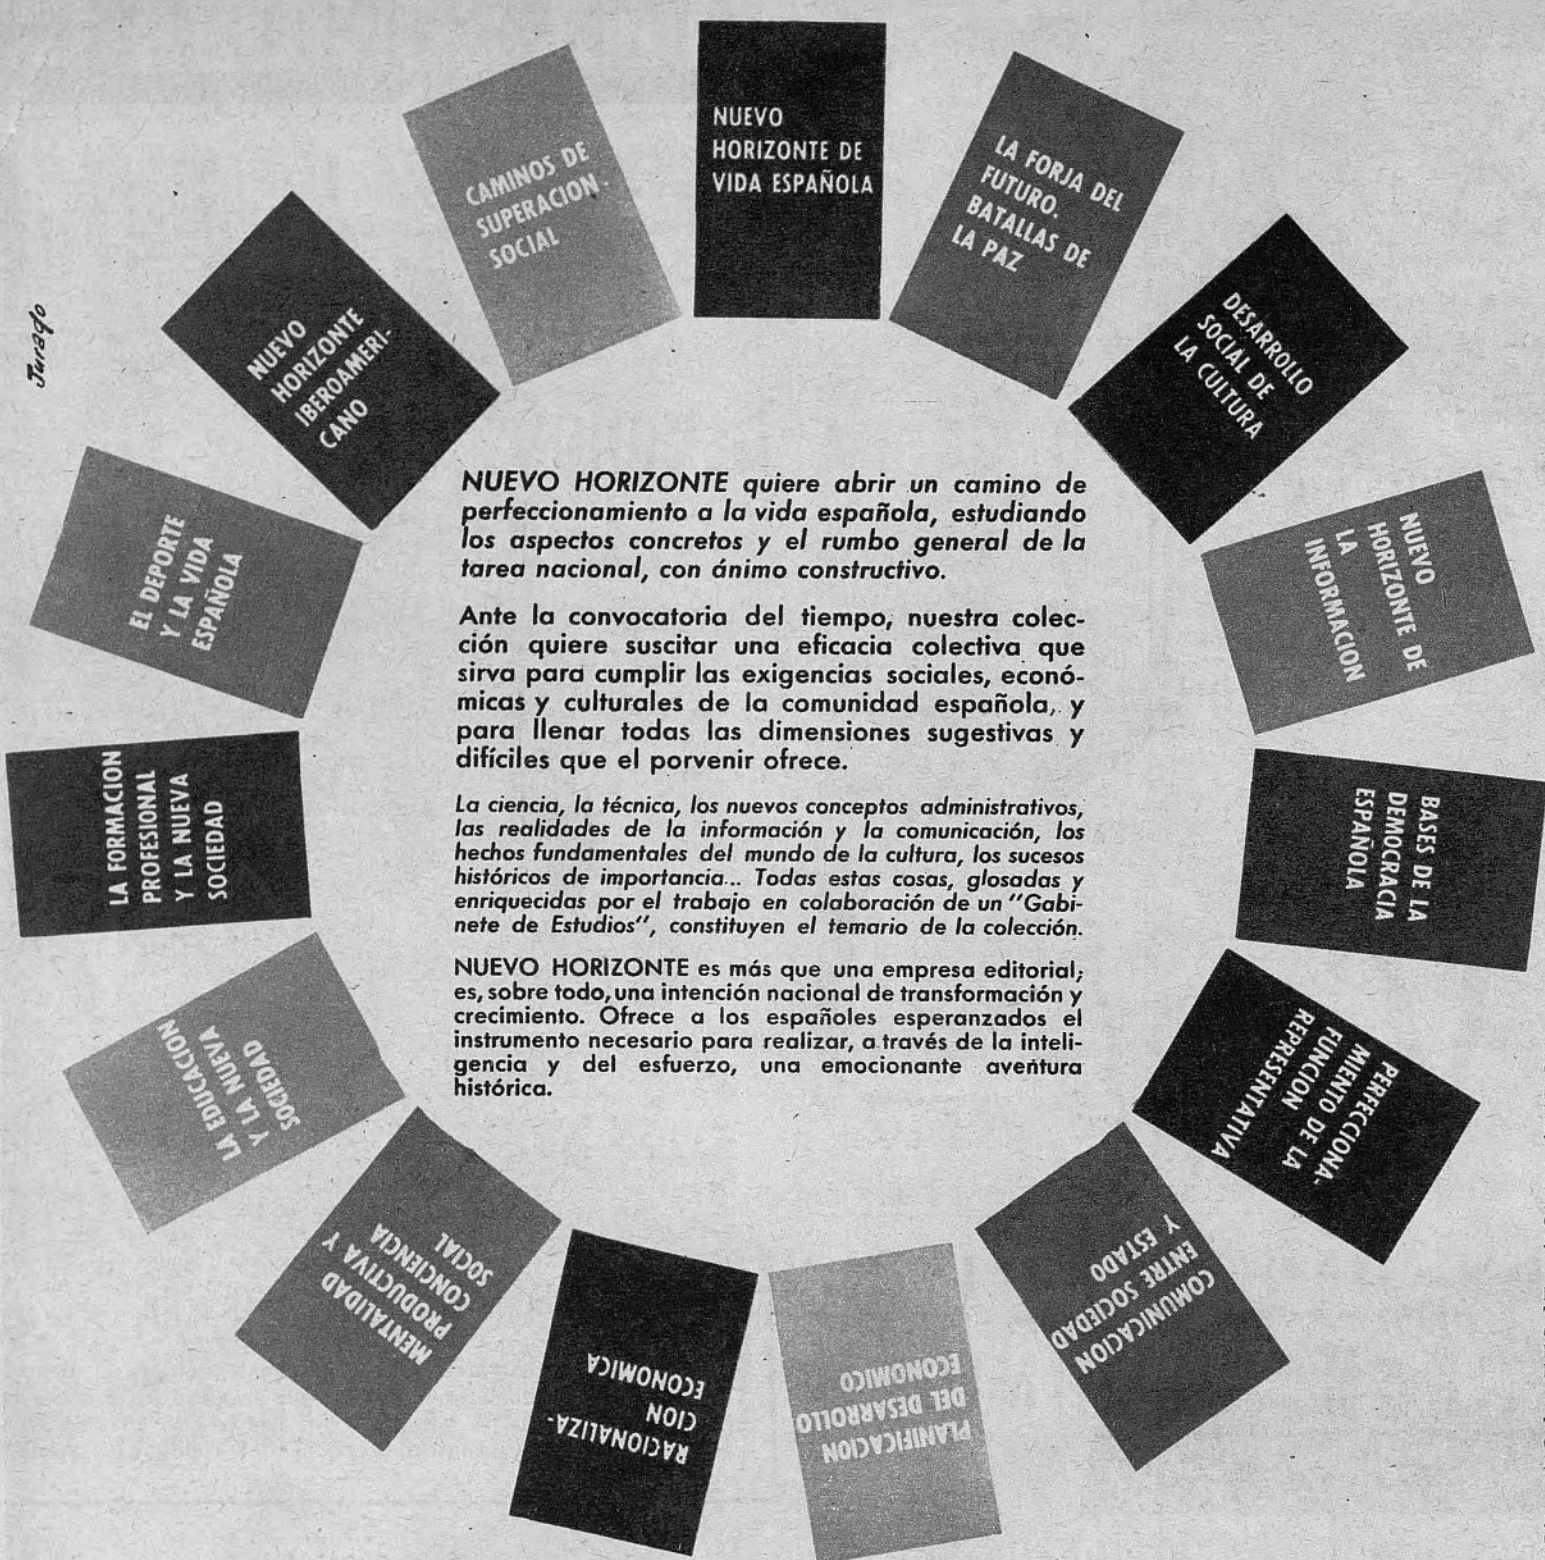 NUEVO
HORIZONTE DE
VIDA ESPAÑOLA
LA FORJA DEL
FUTURO.
BATALLAS DE
LA PAZ
DESARROLLO
SOCIAL DE
LA CULTURA
NUEVO
HORIZONTE DE
LA
INFORMACION
BASES DE LA
DEMOCRACIA
ESPAÑOLA
PERFECCIONA-
MIENTO DE LA
FUNCION
REPRESENTATIVA
COMUNICACION
ENTRE SOCIEDAD
Y ESTADO
PLANIFICACION
DEL DESARROLLO
ECONOMICO
RACIONALIZA-
CION
ECONOMICA
MENTALIDAD
PRODUCTIVA Y
CONCIENCIA
SOCIAL
LA EDUCACION
Y LA NUEVA
SOCIEDAD
LA FORMACION
PROFESIONAL
Y LA NUEVA
SOCIEDAD
EL DEPORTE
Y LA VIDA
ESPAÑOLA
NUEVO
HORIZONTE
IBEROAMERI-
CANO
CAMINOS DE
SUPERACION
SOCIAL
Jurado
NUEVO HORIZONTE quiere abrir un camino de
perfeccionamiento a la vida española, estudiando
los aspectos concretos y el rumbo general de la
tarea nacional, con ánimo constructivo.
Ante la convocatoria del tiempo, nuestra colec-
ción quiere suscitar una eficacia colectiva que
sirva para cumplir las exigencias sociales, econó-
micas y culturales de la comunidad española, y
para llenar todas las dimensiones sugestivas y
difíciles que el porvenir ofrece.
La ciencia, la técnica, los nuevos conceptos administrativos,
las realidades de la información y la comunicación, los
hechos fundamentales del mundo de la cultura, los sucesos
históricos de importancia... Todas estas cosas, glosadas y
enriquecidas por el trabajo en colaboración de un "Gabi-
nete de Estudios", constituyen el temario de la colección.
NUEVO HORIZONTE es más que una empresa editorial;
es, sobre todo, una intención nacional de transformación y
crecimiento. Ofrece a los españoles esperanzados el
instrumento necesario para realizar, a través de la inteli-
gencia y del esfuerzo, una emocionante aventura
histórica.